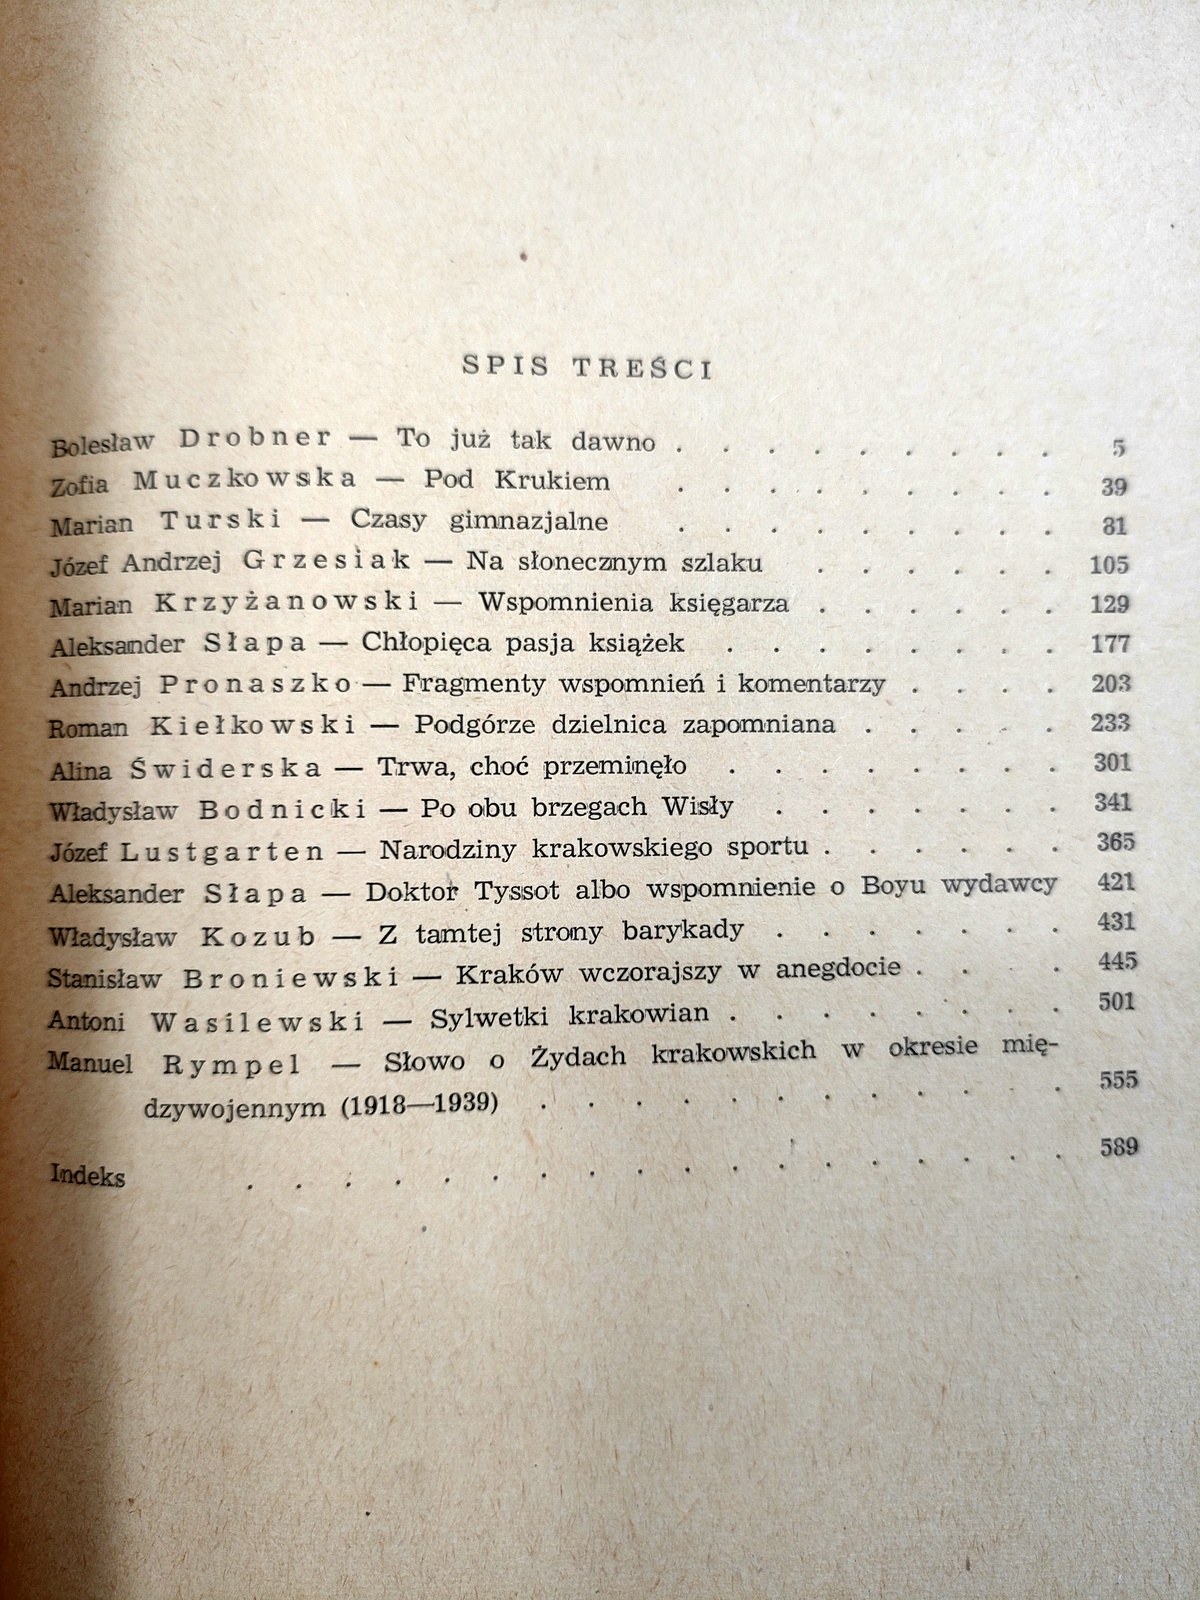 SPIS TREŚCI
Bolesław Drobner — To już tak dawno . . . . . . . . . 5
Zofia Muczkowska — Pod Krukiem . . . . . . . . . 39
Marian Turski — Czasy gimnazjalne . . . . . . . . . 81
Józef Andrzej Grzesiak — Na słonecznym szlaku . . . . . . 105
Marian Krzyżanowski — Wspomnienia księgarza . . . . . . 129
Aleksander Słapa — Chłopięca pasja książek . . . . . . . . 177
Andrzej Pronaszko — Fragmenty wspomnień i komentarzy . . . . 203
Roman Kiełkowski — Podgórze dzielnica zapomniana . . . . . 233
Alina Świderska — Trwa, choć przeminęło . . . . . . . . 301
Władysław Bodnicki — Po obu brzegach Wisły . . . . . . . 341
Józef Lustgarten — Narodziny krakowskiego sportu . . . . . . 365
Aleksander Słapa — Doktor Tyssot albo wspomnienie o Boyu wydawcy 421
Władysław Kozub — Z tamtej strony barykady . . . . . . . 431
Stanisław Broniewski — Kraków wczorajszy w anegdocie . . . . 445
Antoni Wasilewski — Sylwetki krakowian . . . . . . . . 501
Manuel Rympel — Słowo o Żydach krakowskich w okresie mię-
dzywojennym (1918—1939) . . . . . . . . . . . . 555
Indeks . . . . . . . . . . . . . . . . . . 589